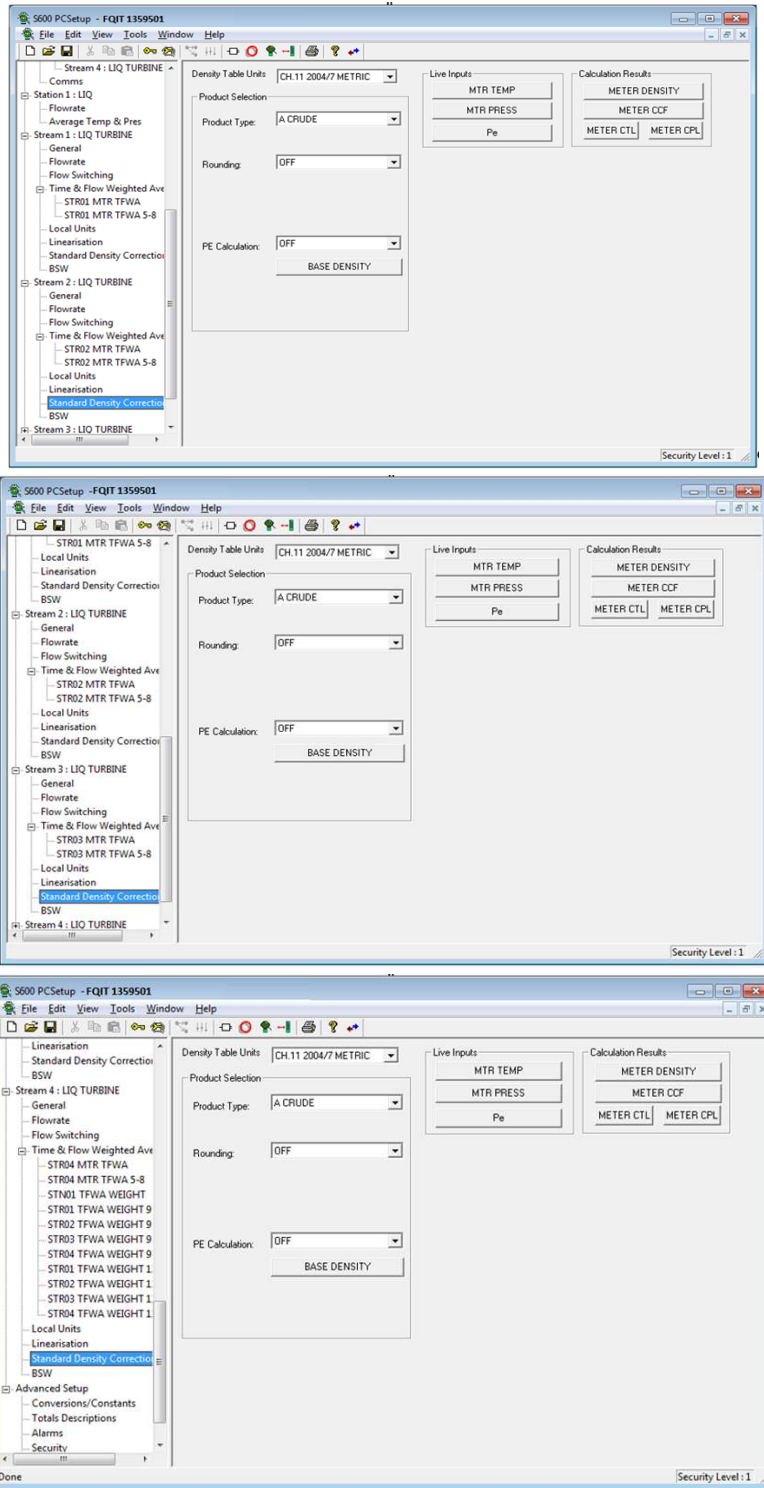 S600 PCSetup - FQIT 1359501
File Edit View Tools Window Help
Stream 4 : LIQ TURBINE
Comms
Station 1 : LIQ
Flowrate
Average Temp & Pres
Stream 1 : LIQ TURBINE
General
Flowrate
Flow Switching
Time & Flow Weighted Ave
STR01 MTR TFWA
STR01 MTR TFWA 5-8
Local Units
Linearisation
Standard Density Correctio
BSW
Stream 2 : LIQ TURBINE
General
Flowrate
Flow Switching
Time & Flow Weighted Ave
STR02 MTR TFWA
STR02 MTR TFWA 5-8
Local Units
Linearisation
Standard Density Correctio
BSW
Stream 3 : LIQ TURBINE
Density Table Units CH.11 2004/7 METRIC
Product Selection
Product Type: A CRUDE
Rounding: OFF
PE Calculation: OFF
BASE DENSITY
Live Inputs
MTR TEMP
MTR PRESS
Pe
Calculation Results
METER DENSITY
METER CCF
METER CTL METER CPL
Security Level : 1
S600 PCSetup - FQIT 1359501
File Edit View Tools Window Help
STR01 MTR TFWA 5-8
Local Units
Linearisation
Standard Density Correctio
BSW
Stream 2 : LIQ TURBINE
General
Flowrate
Flow Switching
Time & Flow Weighted Ave
STR02 MTR TFWA
STR02 MTR TFWA 5-8
Local Units
Linearisation
Standard Density Correctio
BSW
Stream 3 : LIQ TURBINE
General
Flowrate
Flow Switching
Time & Flow Weighted Ave
STR03 MTR TFWA
STR03 MTR TFWA 5-8
Local Units
Linearisation
Standard Density Correctio
BSW
Stream 4 : LIQ TURBINE
Density Table Units CH.11 2004/7 METRIC
Product Selection
Product Type: A CRUDE
Rounding: OFF
PE Calculation: OFF
BASE DENSITY
Live Inputs
MTR TEMP
MTR PRESS
Pe
Calculation Results
METER DENSITY
METER CCF
METER CTL METER CPL
Security Level : 1
S600 PCSetup - FQIT 1359501
File Edit View Tools Window Help
Linearisation
Standard Density Correctio
BSW
Stream 4 : LIQ TURBINE
General
Flowrate
Flow Switching
Time & Flow Weighted Ave
STR04 MTR TFWA
STR04 MTR TFWA 5-8
STN01 TFWA WEIGHT
STR01 TFWA WEIGHT 9
STR02 TFWA WEIGHT 9
STR03 TFWA WEIGHT 9
STR04 TFWA WEIGHT 9
STR01 TFWA WEIGHT 1
STR02 TFWA WEIGHT 1
STR03 TFWA WEIGHT 1
STR04 TFWA WEIGHT 1
Local Units
Linearisation
Standard Density Correctio
BSW
Advanced Setup
Conversions/Constants
Totals Descriptions
Alarms
Security
Density Table Units CH.11 2004/7 METRIC
Product Selection
Product Type: A CRUDE
Rounding: OFF
PE Calculation: OFF
BASE DENSITY
Live Inputs
MTR TEMP
MTR PRESS
Pe
Calculation Results
METER DENSITY
METER CCF
METER CTL METER CPL
Done
Security Level : 1